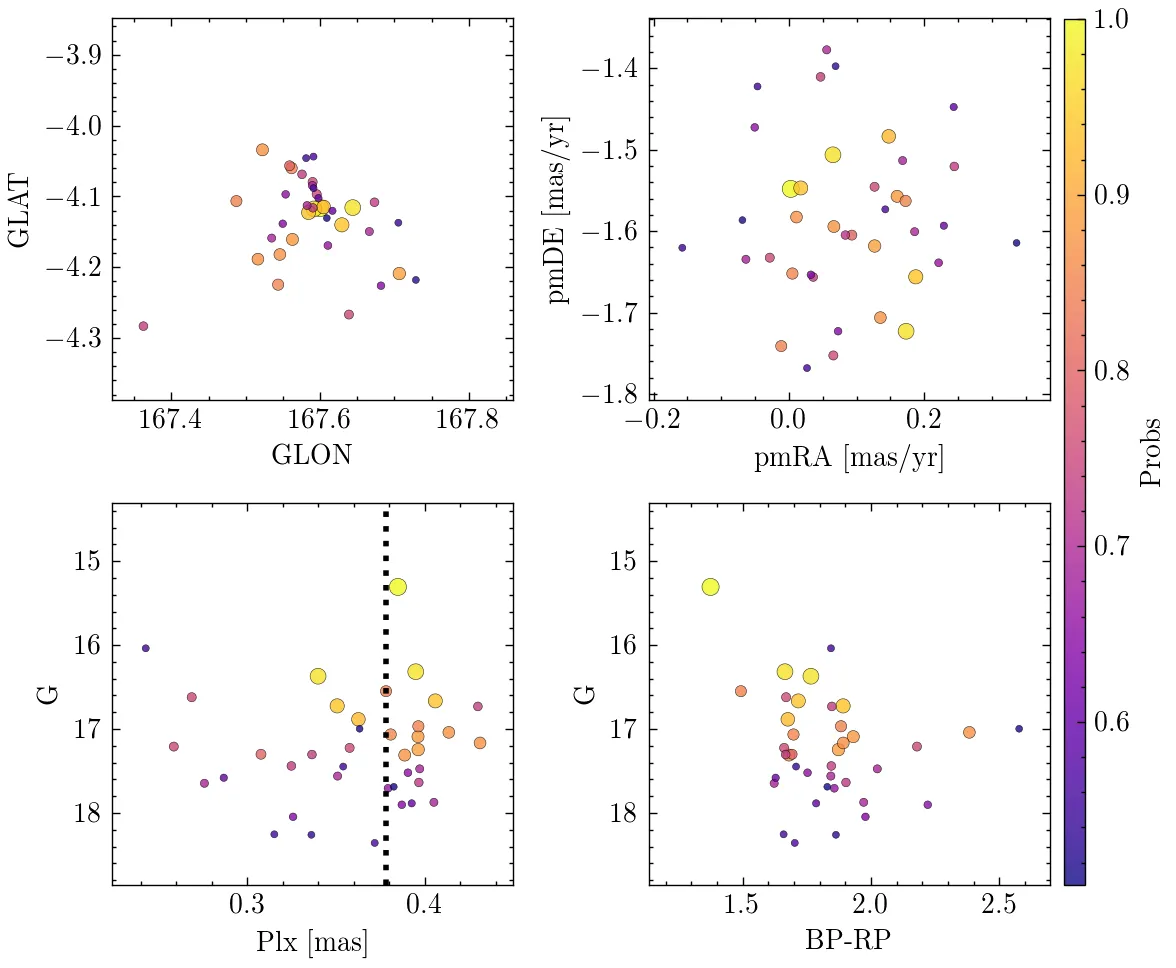 −3.9
−4.0
−4.1
−4.2
−4.3
GLAT
167.4 167.6 167.8
GLON
−1.4
−1.5
−1.6
−1.7
−1.8
pmDE [mas/yr]
−0.2 0.0 0.2
pmRA [mas/yr]
1.0
0.9
0.8
0.7
0.6
Probs
15
16
17
18
G
0.3 0.4
Plx [mas]
15
16
17
18
G
1.5 2.0 2.5
BP-RP